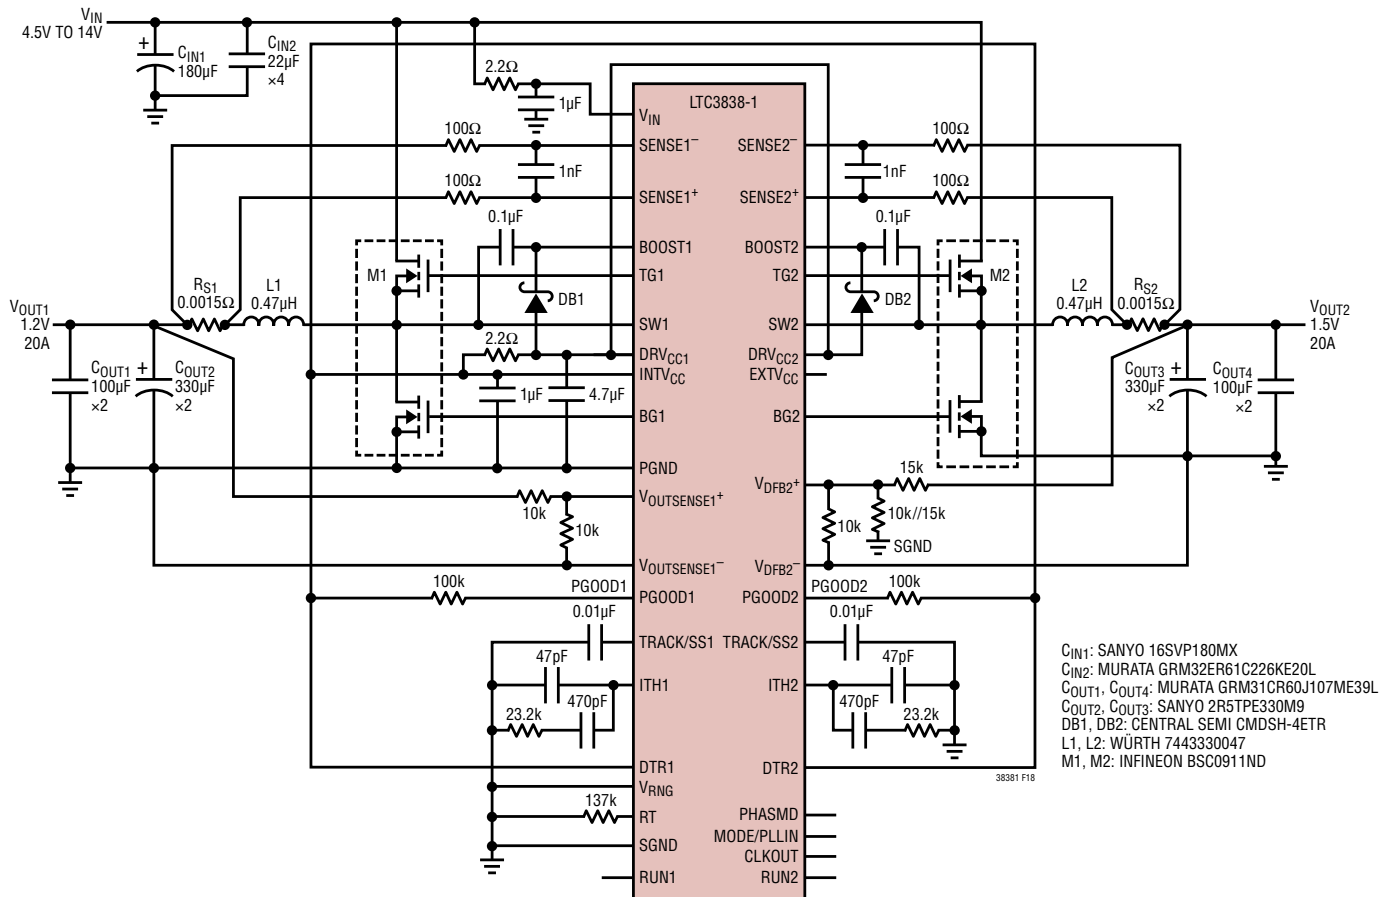 VIN
4.5V TO 14V
CIN1
180µF
CIN2
22µF
×4
2.2Ω
1µF
LTC3838-1
VIN
100Ω
SENSE1–
SENSE2–
100Ω
1nF
1nF
100Ω
SENSE1+
SENSE2+
100Ω
0.1µF
0.1µF
BOOST1
BOOST2
M1
TG1
TG2
M2
DB1
DB2
RS1
0.0015Ω
L1
0.47µH
L2
0.47µH
RS2
0.0015Ω
VOUT1
1.2V
20A
SW1
SW2
VOUT2
1.5V
20A
2.2Ω
DRVCC1
DRVCC2
INTVCC
EXTVCC
COUT1
100µF
×2
COUT2
330µF
×2
1µF
4.7µF
COUT3
330µF
×2
COUT4
100µF
×2
BG1
BG2
PGND
15k
VDFB2+
VOUTSENSE1+
10k
10k
10k
10k//15k
SGND
VOUTSENSE1–
VDFB2–
100k
PGOOD1
PGOOD1
PGOOD2
PGOOD2
100k
0.01µF
0.01µF
TRACK/SS1
TRACK/SS2
47pF
47pF
ITH1
ITH2
470pF
470pF
23.2k
23.2k
DTR1
DTR2
38381 F18
VRNG
137k
RT
PHASMD
MODE/PLLIN
SGND
CLKOUT
RUN1
RUN2
CIN1: SANYO 16SVP180MX
CIN2: MURATA GRM32ER61C226KE20L
COUT1, COUT4: MURATA GRM31CR60J107ME39L
COUT2, COUT3: SANYO 2R5TPE330M9
DB1, DB2: CENTRAL SEMI CMDSH-4ETR
L1, L2: WÜRTH 7443330047
M1, M2: INFINEON BSC0911ND